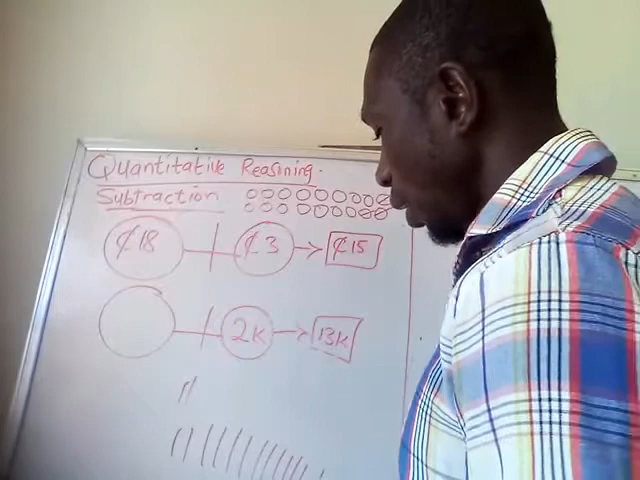 Quantitative Reasoning.
Subtraction
₵18 ₵3 ₵15
2K 13K